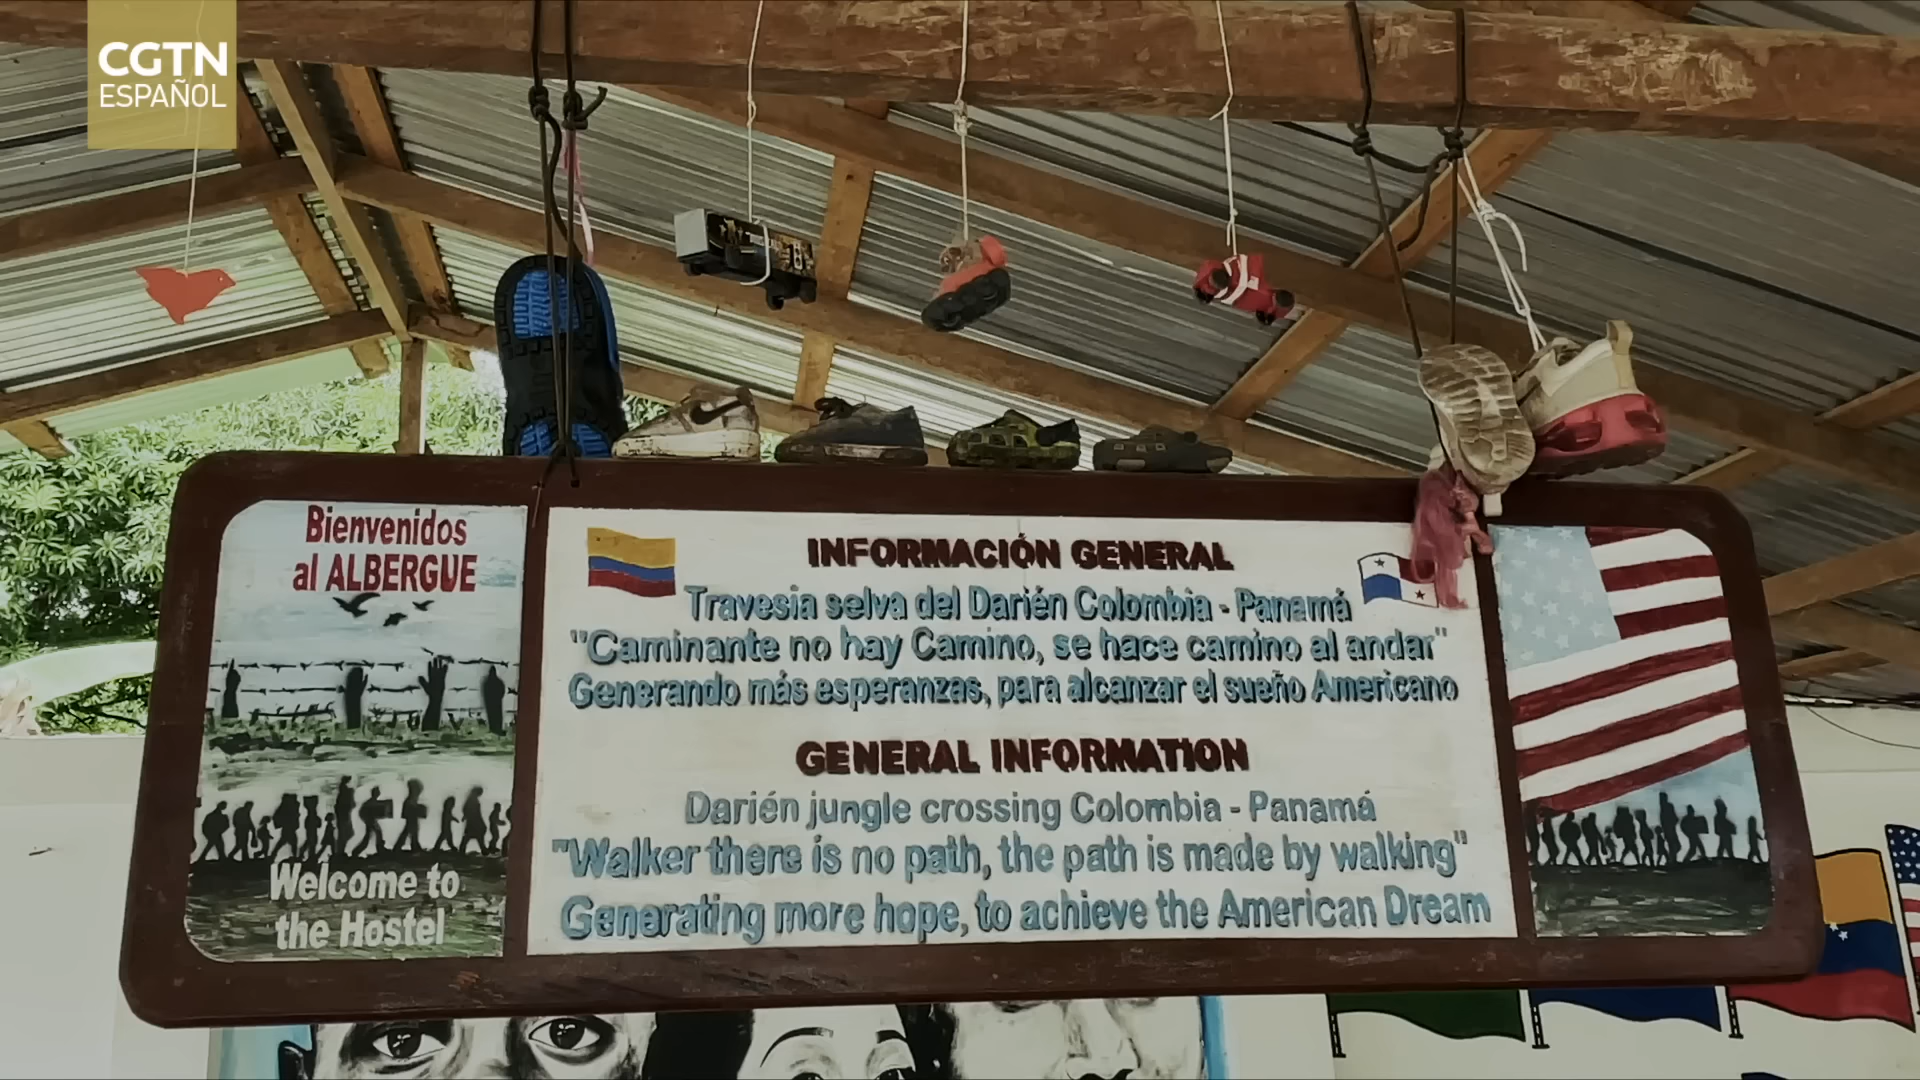 CGTN
ESPAÑOL
Bienvenidos
al ALBERGUE
Welcome to
the Hostel
INFORMACIÓN GENERAL
Travesia selva del Darién Colombia - Panamá
"Caminante no hay Camino, se hace camino al andar"
Generando más esperanzas, para alcanzar el sueño Americano
GENERAL INFORMATION
Darién jungle crossing Colombia - Panamá
"Walker there is no path, the path is made by walking"
Generating more hope, to achieve the American Dream